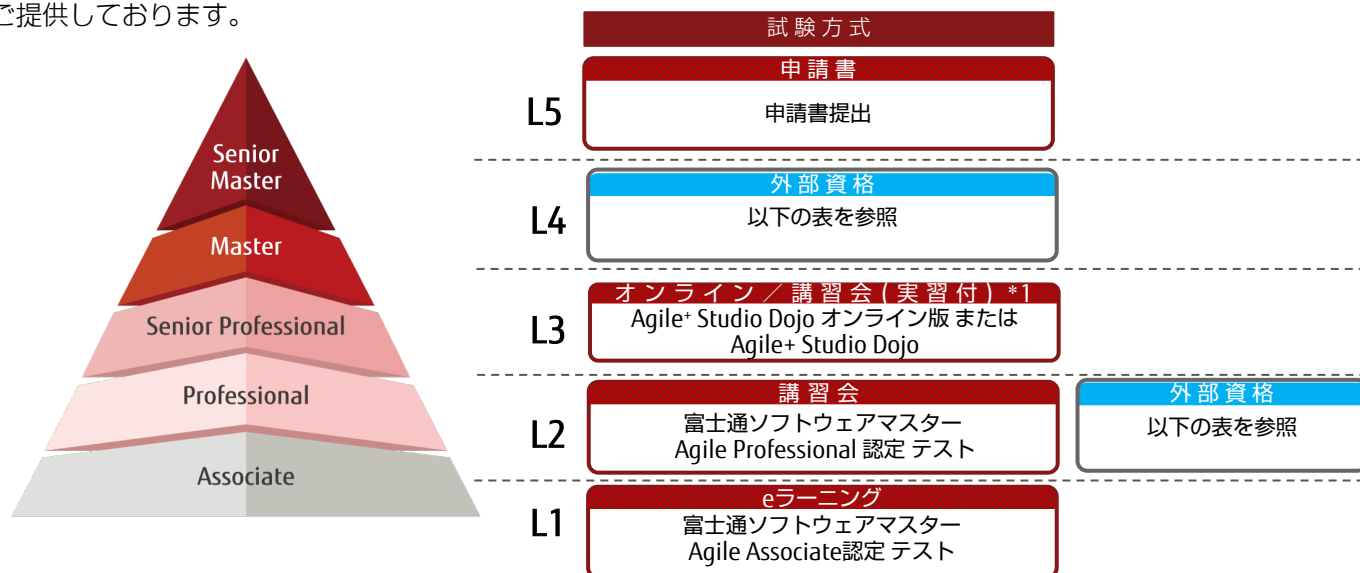 ご提供しております。
試験方式
申請書
L5
申請書提出
Senior
Master
外部資格
L4
以下の表を参照
Master
オンライン／講習会(実習付) *1
L3
Agile⁺ Studio Dojo オンライン版 または
Agile+ Studio Dojo
Senior Professional
講習会
外部資格
L2
富士通ソフトウェアマスター
Agile Professional 認定 テスト
以下の表を参照
Professional
eラーニング
L1
富士通ソフトウェアマスター
Agile Associate認定 テスト
Associate